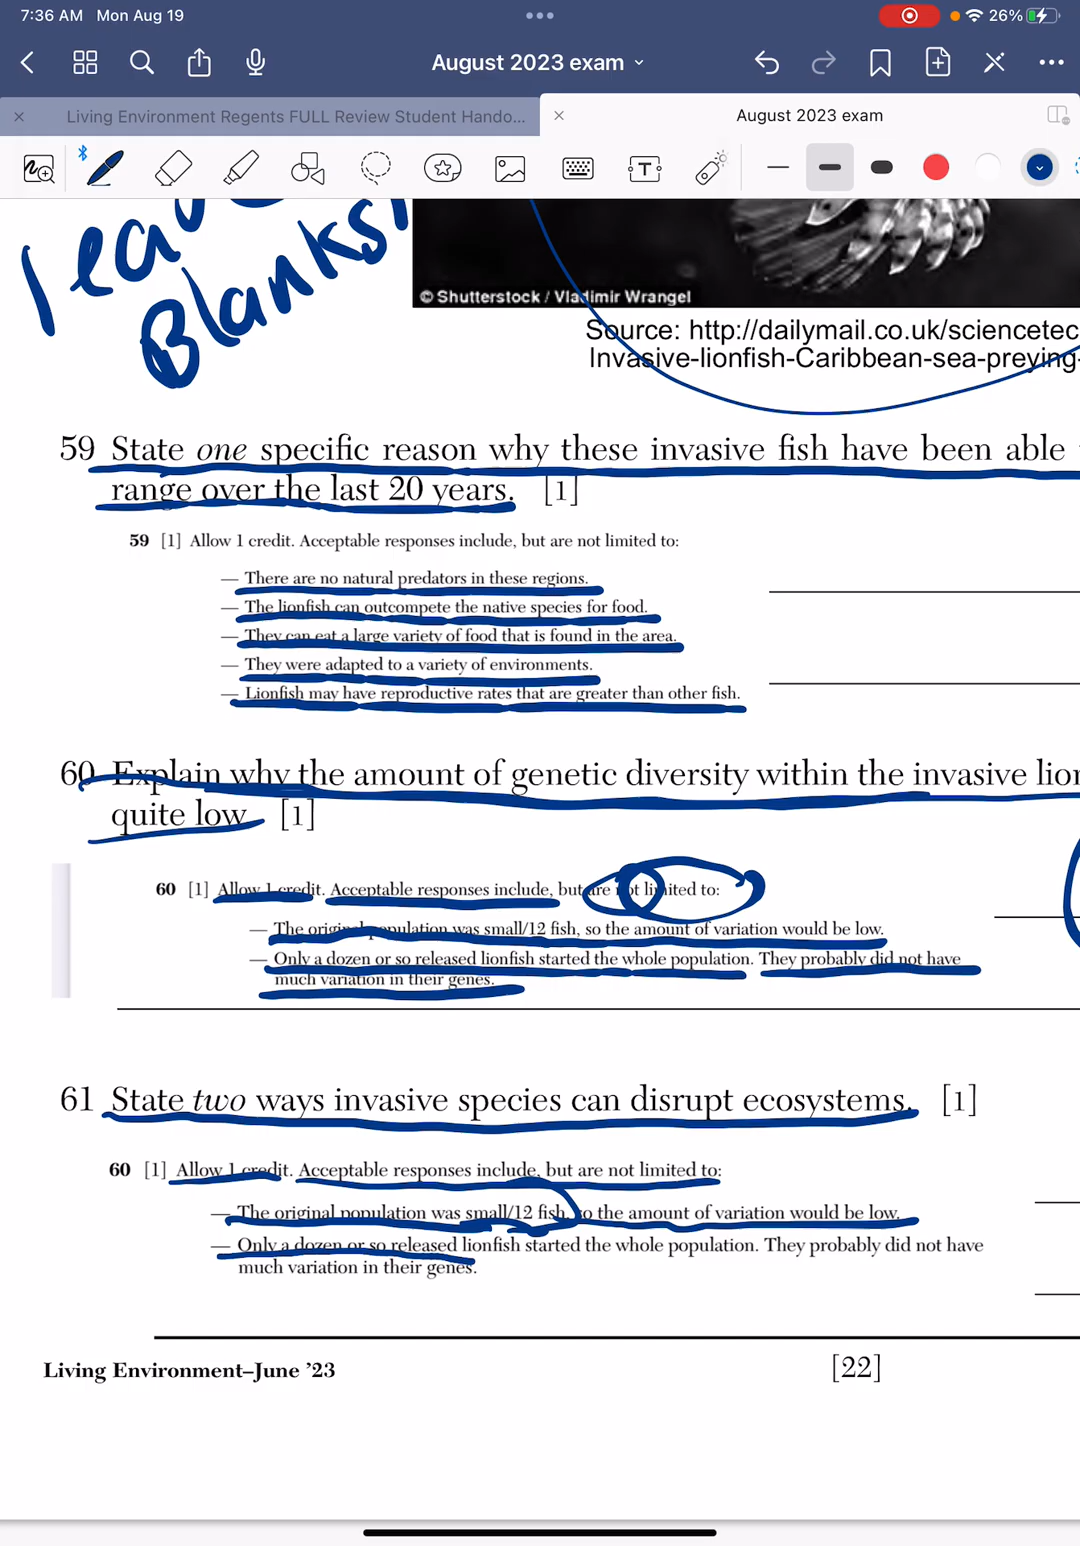 7:36 AM Mon Aug 19
26%
August 2023 exam
Living Environment Regents FULL Review Student Hando...
August 2023 exam
T
Blanks!
© Shutterstock / Vladimir Wrangel
Source: http://dailymail.co.uk/sciencetec
Invasive-lionfish-Caribbean-sea-preying-
59 State one specific reason why these invasive fish have been able
range over the last 20 years. [1]
59 [1] Allow 1 credit. Acceptable responses include, but are not limited to:
— There are no natural predators in these regions.
— The lionfish can outcompete the native species for food.
— They can eat a large variety of food that is found in the area.
— They were adapted to a variety of environments.
— Lionfish may have reproductive rates that are greater than other fish.
60 Explain why the amount of genetic diversity within the invasive lion
quite low [1]
60 [1] Allow 1 credit. Acceptable responses include, but are not limited to:
— The original population was small/12 fish, so the amount of variation would be low.
— Only a dozen or so released lionfish started the whole population. They probably did not have
much variation in their genes.
61 State two ways invasive species can disrupt ecosystems. [1]
60 [1] Allow 1 credit. Acceptable responses include, but are not limited to:
— The original population was small/12 fish, so the amount of variation would be low.
— Only a dozen or so released lionfish started the whole population. They probably did not have
much variation in their genes.
Living Environment–June ’23
[22]